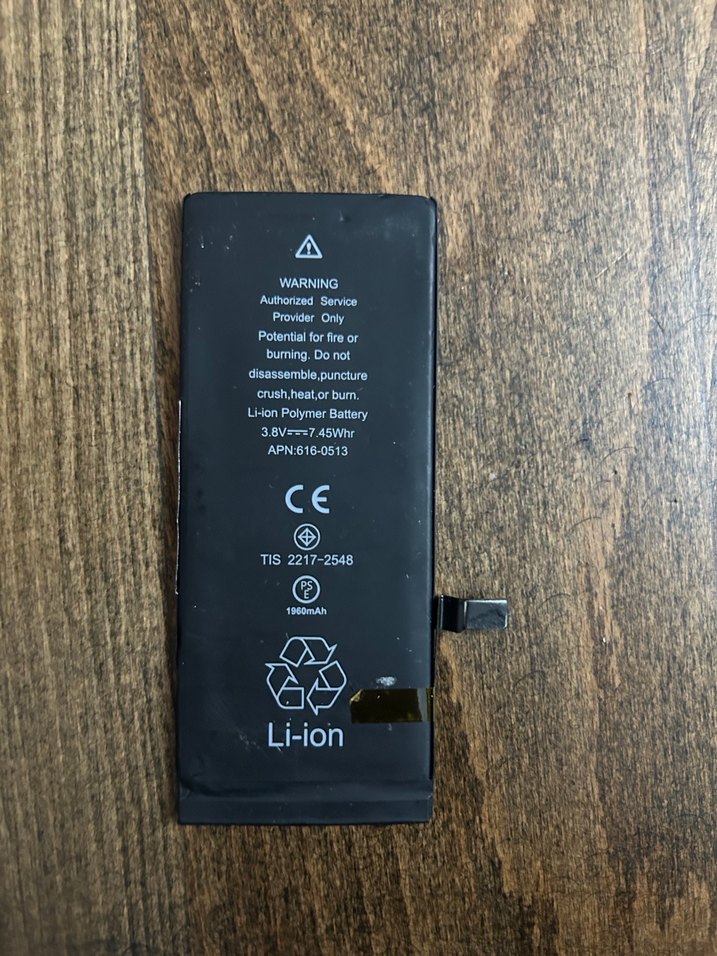 WARNING
Authorized Service
Provider Only
Potential for fire or
burning. Do not
disassemble,puncture
crush,heat,or burn.
Li-ion Polymer Battery
3.8V⎓7.45Whr
APN:616-0513
CE
TIS 2217-2548
PS
E
1960mAh
Li-ion